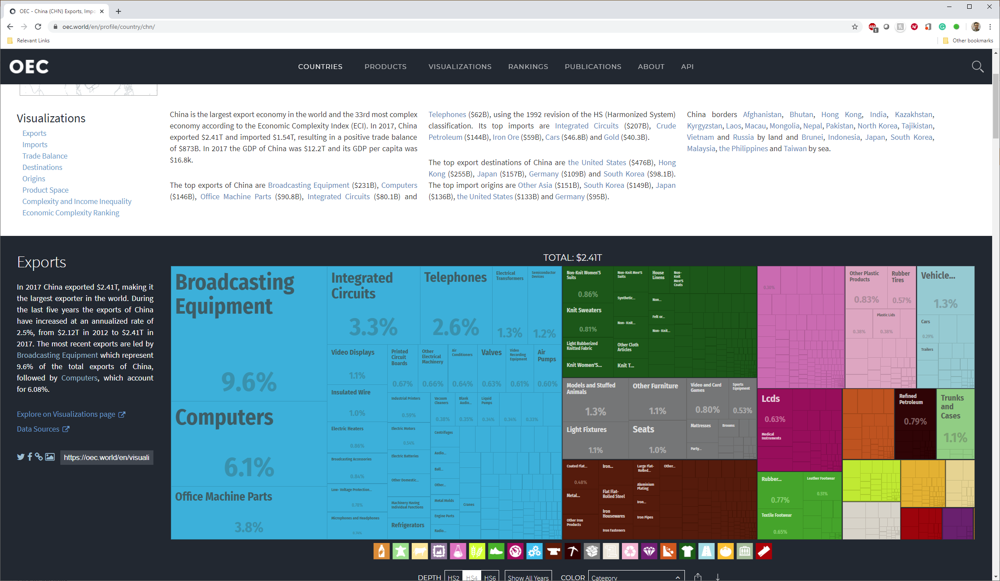 OEC - China (CHN) Exports, Impo
oec.world/en/profile/country/chn/
ABP
1
Relevant Links
Other bookmarks
OEC
COUNTRIES
PRODUCTS
VISUALIZATIONS
RANKINGS
PUBLICATIONS
ABOUT
API
Visualizations
Exports
Imports
Trade Balance
Destinations
Origins
Product Space
Complexity and Income Inequality
Economic Complexity Ranking
China is the largest export economy in the world and the 33rd most complex
economy according to the Economic Complexity Index (ECI). In 2017, China
exported $2.41T and imported $1.54T, resulting in a positive trade balance
of $873B. In 2017 the GDP of China was $12.2T and its GDP per capita was
$16.8k.
The top exports of China are Broadcasting Equipment ($231B), Computers
($146B), Office Machine Parts ($90.8B), Integrated Circuits ($80.1B) and
Telephones ($62B), using the 1992 revision of the HS (Harmonized System)
classification. Its top imports are Integrated Circuits ($207B), Crude
Petroleum ($144B), Iron Ore ($59B), Cars ($46.8B) and Gold ($40.3B).
The top export destinations of China are the United States ($476B), Hong
Kong ($255B), Japan ($157B), Germany ($109B) and South Korea ($98.1B).
The top import origins are Other Asia ($151B), South Korea ($149B), Japan
($136B), the United States ($133B) and Germany ($95B).
China borders Afghanistan, Bhutan, Hong Kong, India, Kazakhstan,
Kyrgyzstan, Laos, Macau, Mongolia, Nepal, Pakistan, North Korea, Tajikistan,
Vietnam and Russia by land and Brunei, Indonesia, Japan, South Korea,
Malaysia, the Philippines and Taiwan by sea.
Exports
In 2017 China exported $2.41T, making it
the largest exporter in the world. During
the last five years the exports of China
have increased at an annualized rate of
2.5%, from $2.12T in 2012 to $2.41T in
2017. The most recent exports are led by
Broadcasting Equipment which represent
9.6% of the total exports of China,
followed by Computers, which account
for 6.08%.
Explore on Visualizations page
Data Sources
https://oec.world/en/visuali
TOTAL: $2.41T
Broadcasting
Equipment
9.6%
Computers
6.1%
Office Machine Parts
3.8%
Integrated
Circuits
3.3%
Telephones
2.6%
Electrical
Transformers
1.3%
Semiconductor
Devices
1.2%
Video Displays
1.1%
Insulated Wire
1.0%
Electric Heaters
0.86%
Broadcasting Accessories
0.84%
Low- Voltage Protection...
0.78%
Microphones and Headphones
0.74%
Printed
Circuit
Boards
0.67%
Other
Electrical
Machinery
0.66%
Air
Conditioners
0.64%
Valves
0.63%
Video
Recording
Equipment
0.61%
Air
Pumps
0.60%
Industrial Printers
0.59%
Electric Motors
0.54%
Electric Batteries
Other Domestic...
Machinery Having
Individual Functions
Refrigerators
Vacuum
Cleaners
0.38%
Blank
Audio...
0.35%
Liquid
Pumps
0.34%
0.34%
0.33%
Centrifuges
Audio...
Ball...
Other...
Metal Molds
Engine Parts
Radio...
Cranes
Non-Knit Women'S
Suits
0.86%
Knit Sweaters
0.81%
Light Rubberized
Knitted Fabric
Knit Women'S...
Non-Knit Men'S
Suits
Synthetic...
Non- Knit...
Other Cloth
Articles
Knit T...
House
Linens
Non...
Felt or...
Non- Knit...
Non-
Knit
Men'S
Coats
Models and Stuffed
Animals
1.3%
Light Fixtures
1.1%
Other Furniture
1.1%
Seats
1.0%
Video and Card
Games
0.80%
Sports
Equipment
0.53%
Mattresses
Brooms
Party...
Coated Flat...
0.48%
Metal...
Other Iron
Products
Iron...
Flat Flat-
Rolled Steel
Iron
Housewares
Iron Fasteners
Large Flat-
Rolled...
Aluminium
Plating
Iron...
Iron Pipes
Other...
0.30%
Other Plastic
Products
0.83%
Rubber
Tires
0.57%
0.38%
Plastic Lids
0.38%
Vehicle...
1.3%
Cars
0.29%
Trailers
Lcds
0.63%
Medical
Instruments
Refined
Petroleum
0.79%
Trunks
and
Cases
1.1%
Rubber...
0.77%
Textile Footwear
0.65%
Leather Footwear
0.51%
DEPTH
HS2
HS4
HS6
Show All Years
COLOR
Category